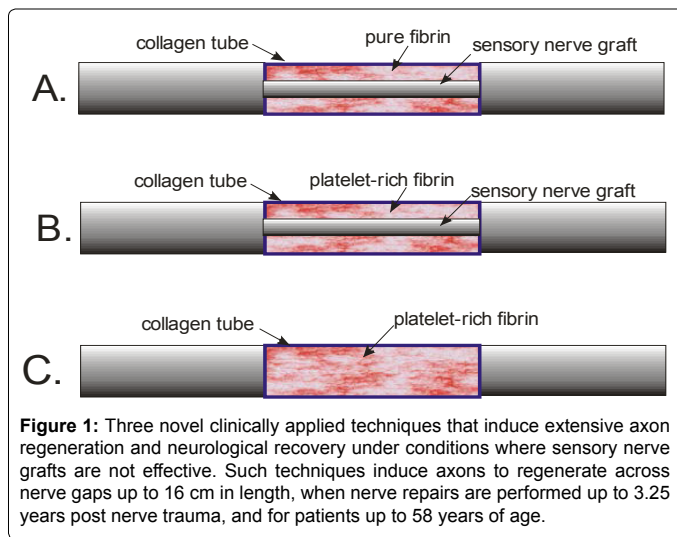 collagen tube pure fibrin sensory nerve graft
A.
collagen tube platelet-rich fibrin sensory nerve graft
B.
collagen tube platelet-rich fibrin
C.
Figure 1: Three novel clinically applied techniques that induce extensive axon
regeneration and neurological recovery under conditions where sensory nerve
grafts are not effective. Such techniques induce axons to regenerate across
nerve gaps up to 16 cm in length, when nerve repairs are performed up to 3.25
years post nerve trauma, and for patients up to 58 years of age.